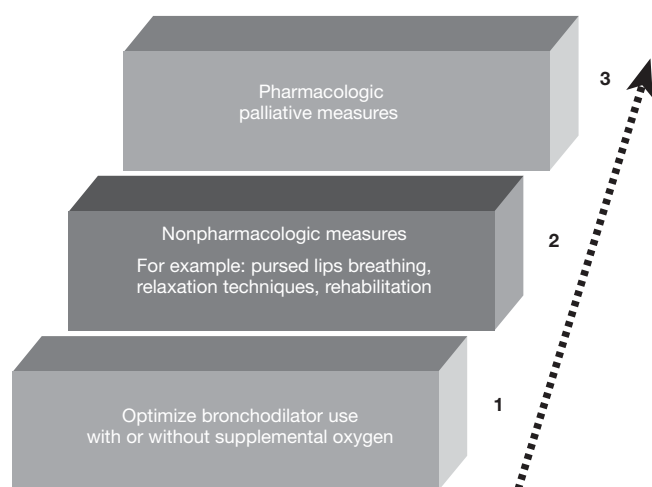 Pharmacologic
palliative measures
3
Nonpharmacologic measures
For example: pursed lips breathing,
relaxation techniques, rehabilitation
2
Optimize bronchodilator use
with or without supplemental oxygen
1